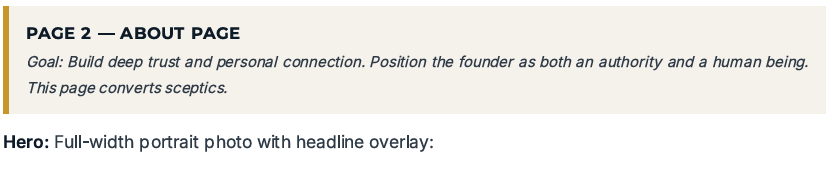 PAGE 2 — ABOUT PAGE
Goal: Build deep trust and personal connection. Position the founder as both an authority and a human being.
This page converts sceptics.
Hero: Full-width portrait photo with headline overlay: